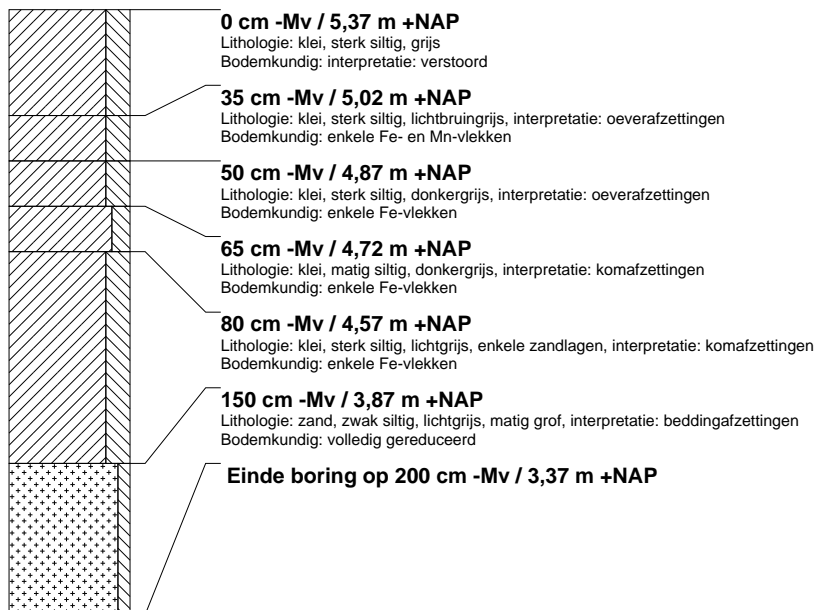 0 cm -Mv / 5,37 m +NAP
Lithologie: klei, sterk siltig, grijs
Bodemkundig: interpretatie: verstoord
35 cm -Mv / 5,02 m +NAP
Lithologie: klei, sterk siltig, lichtbruingrijs, interpretatie: oeverafzettingen
Bodemkundig: enkele Fe- en Mn-vlekken
50 cm -Mv / 4,87 m +NAP
Lithologie: klei, sterk siltig, donkergrijs, interpretatie: oeverafzettingen
Bodemkundig: enkele Fe-vlekken
65 cm -Mv / 4,72 m +NAP
Lithologie: klei, matig siltig, donkergrijs, interpretatie: komafzettingen
Bodemkundig: enkele Fe-vlekken
80 cm -Mv / 4,57 m +NAP
Lithologie: klei, sterk siltig, lichtgrijs, enkele zandlagen, interpretatie: komafzettingen
Bodemkundig: enkele Fe-vlekken
150 cm -Mv / 3,87 m +NAP
Lithologie: zand, zwak siltig, lichtgrijs, matig grof, interpretatie: beddingafzettingen
Bodemkundig: volledig gereduceerd
Einde boring op 200 cm -Mv / 3,37 m +NAP